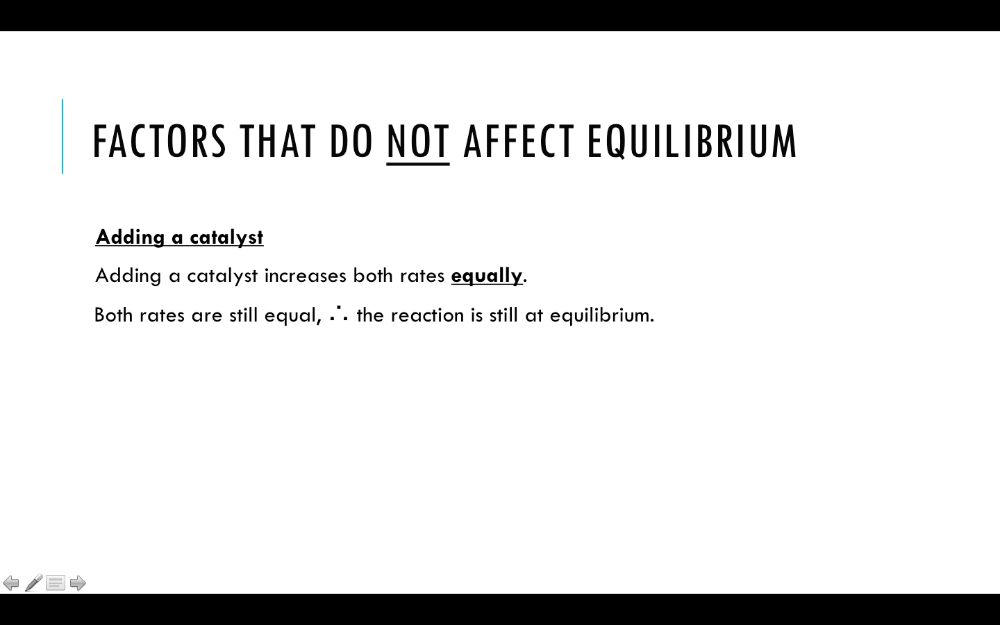 FACTORS THAT DO NOT AFFECT EQUILIBRIUM
Adding a catalyst
Adding a catalyst increases both rates equally.
Both rates are still equal, ∴ the reaction is still at equilibrium.